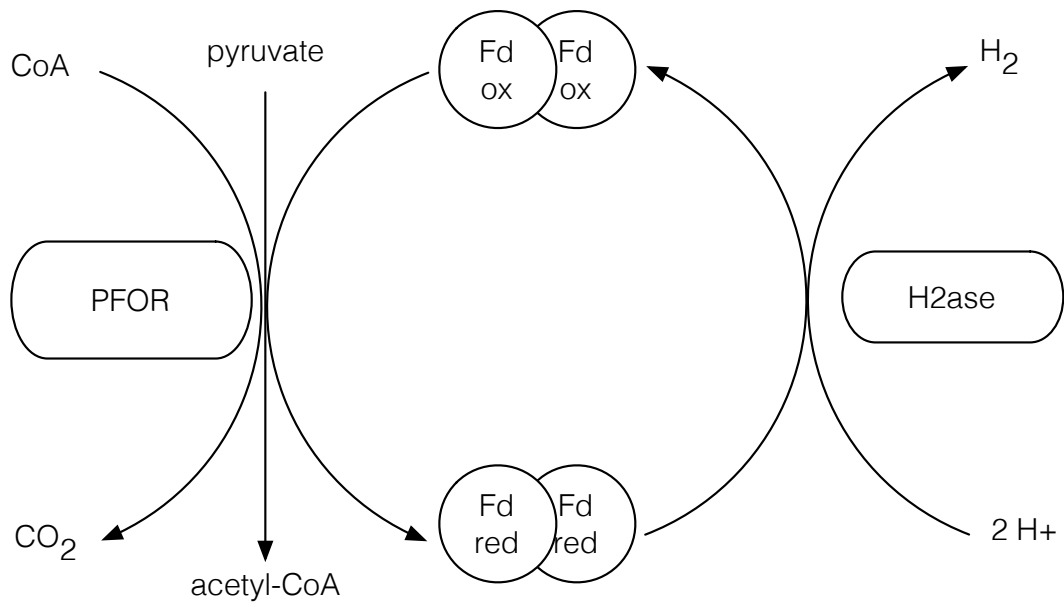 CoA
pyruvate
Fd
ox
Fd
ox
H2
PFOR
H2ase
CO2
acetyl-CoA
Fd
red
Fd
red
2 H+